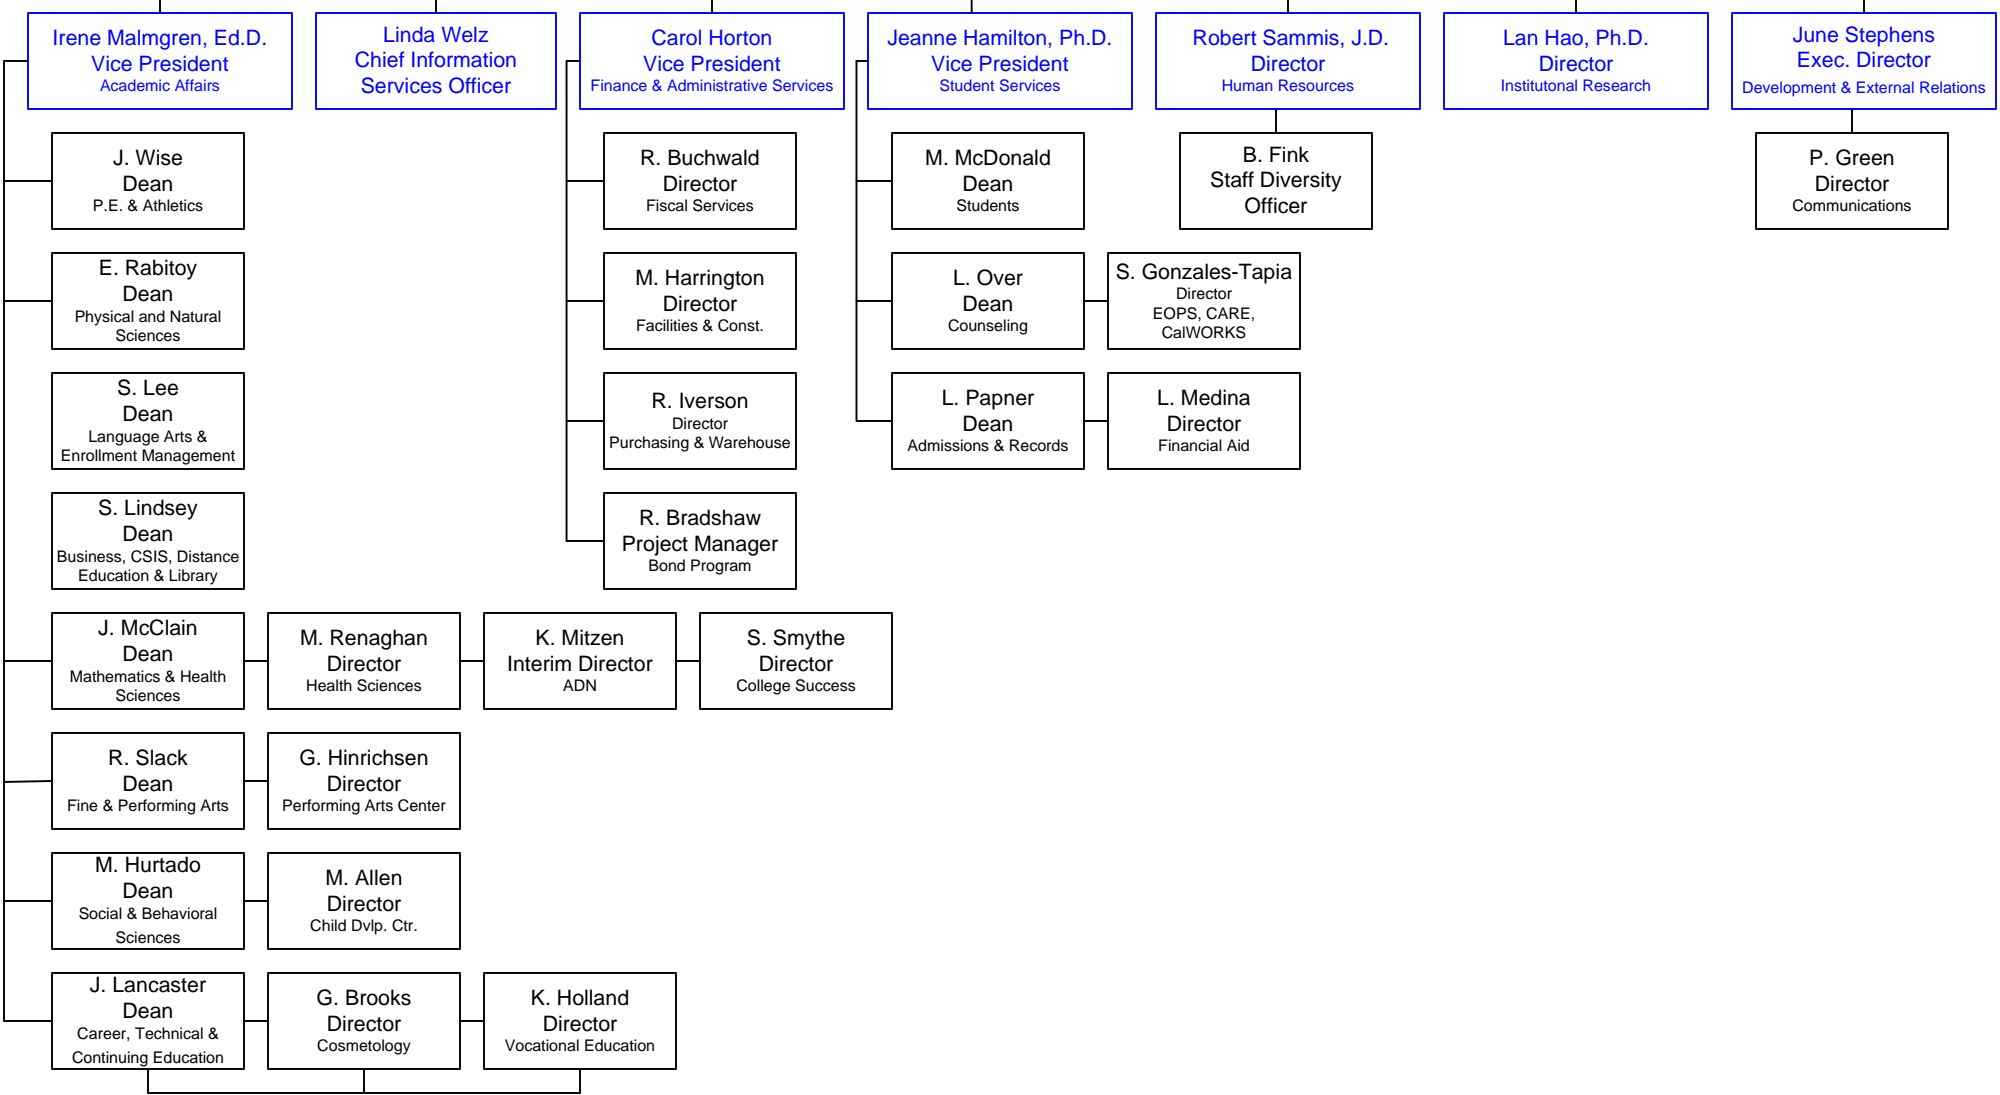 Irene Malmgren, Ed.D.
Vice President
Academic Affairs
Linda Welz
Chief Information
Services Officer
Carol Horton
Vice President
Finance & Administrative Services
Jeanne Hamilton, Ph.D.
Vice President
Student Services
Robert Sammis, J.D.
Director
Human Resources
Lan Hao, Ph.D.
Director
Institutonal Research
June Stephens
Exec. Director
Development & External Relations
J. Wise
Dean
P.E. & Athletics
R. Buchwald
Director
Fiscal Services
M. McDonald
Dean
Students
B. Fink
Staff Diversity
Officer
P. Green
Director
Communications
E. Rabitoy
Dean
Physical and Natural
Sciences
M. Harrington
Director
Facilities & Const.
L. Over
Dean
Counseling
S. Gonzales-Tapia
Director
EOPS, CARE,
CalWORKS
S. Lee
Dean
Language Arts &
Enrollment Management
R. Iverson
Director
Purchasing & Warehouse
L. Papner
Dean
Admissions & Records
L. Medina
Director
Financial Aid
S. Lindsey
Dean
Business, CSIS, Distance
Education & Library
R. Bradshaw
Project Manager
Bond Program
J. McClain
Dean
Mathematics & Health
Sciences
M. Renaghan
Director
Health Sciences
K. Mitzen
Interim Director
ADN
S. Smythe
Director
College Success
R. Slack
Dean
Fine & Performing Arts
G. Hinrichsen
Director
Performing Arts Center
M. Hurtado
Dean
Social & Behavioral
Sciences
M. Allen
Director
Child Dvlp. Ctr.
J. Lancaster
Dean
Career, Technical &
Continuing Education
G. Brooks
Director
Cosmetology
K. Holland
Director
Vocational Education